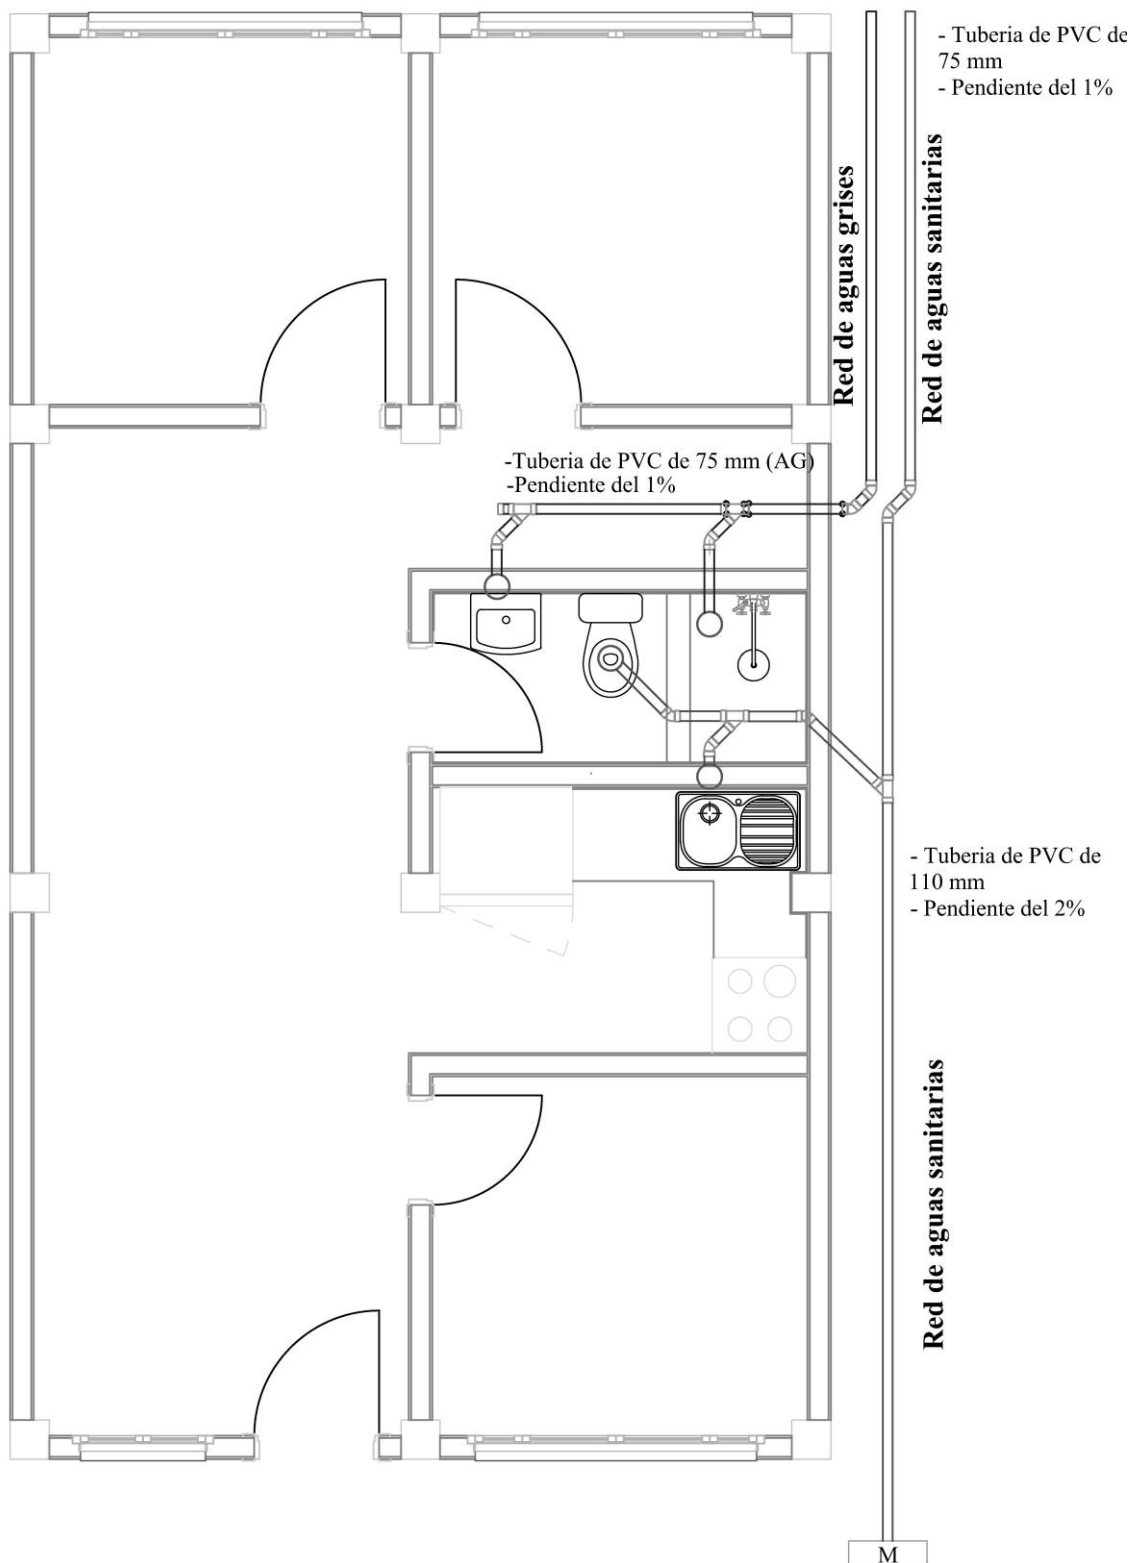 - Tuberia de PVC de
75 mm
- Pendiente del 1%
Red de aguas grises
Red de aguas sanitarias
-Tuberia de PVC de 75 mm (AG)
-Pendiente del 1%
- Tuberia de PVC de
110 mm
- Pendiente del 2%
Red de aguas sanitarias
M